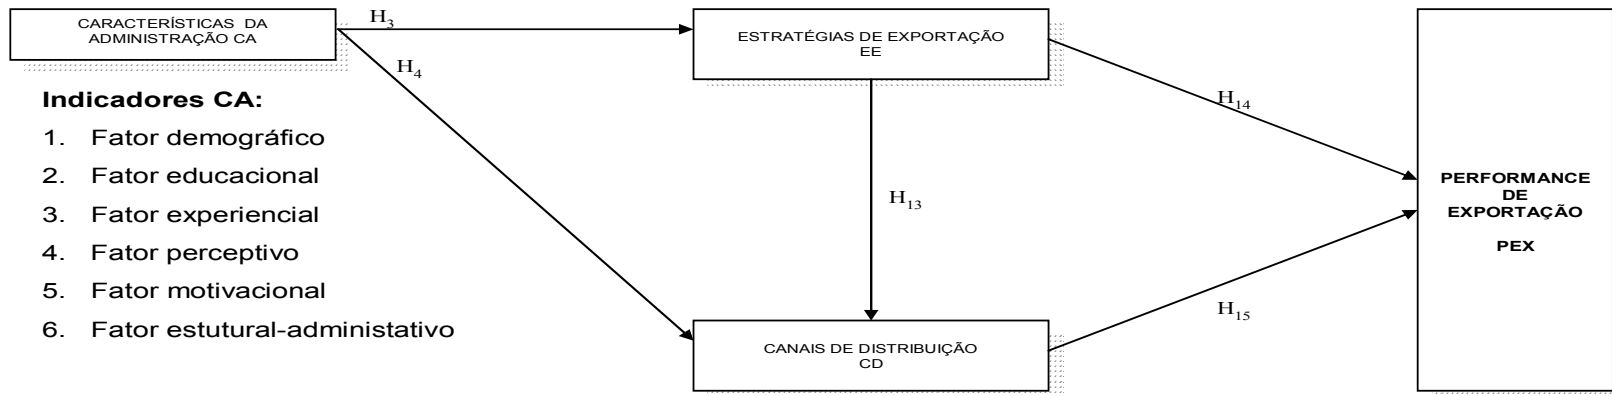 CARACTERÍSTICAS DA
ADMINISTRAÇÃO CA
H3
H4
ESTRATÉGIAS DE EXPORTAÇÃO
EE
Indicadores CA:
1. Fator demográfico
2. Fator educacional
3. Fator experiencial
4. Fator perceptivo
5. Fator motivacional
6. Fator estutural-administativo
H13
H14
H15
CANAIS DE DISTRIBUIÇÃO
CD
PERFORMANCE
DE
EXPORTAÇÃO
PEX